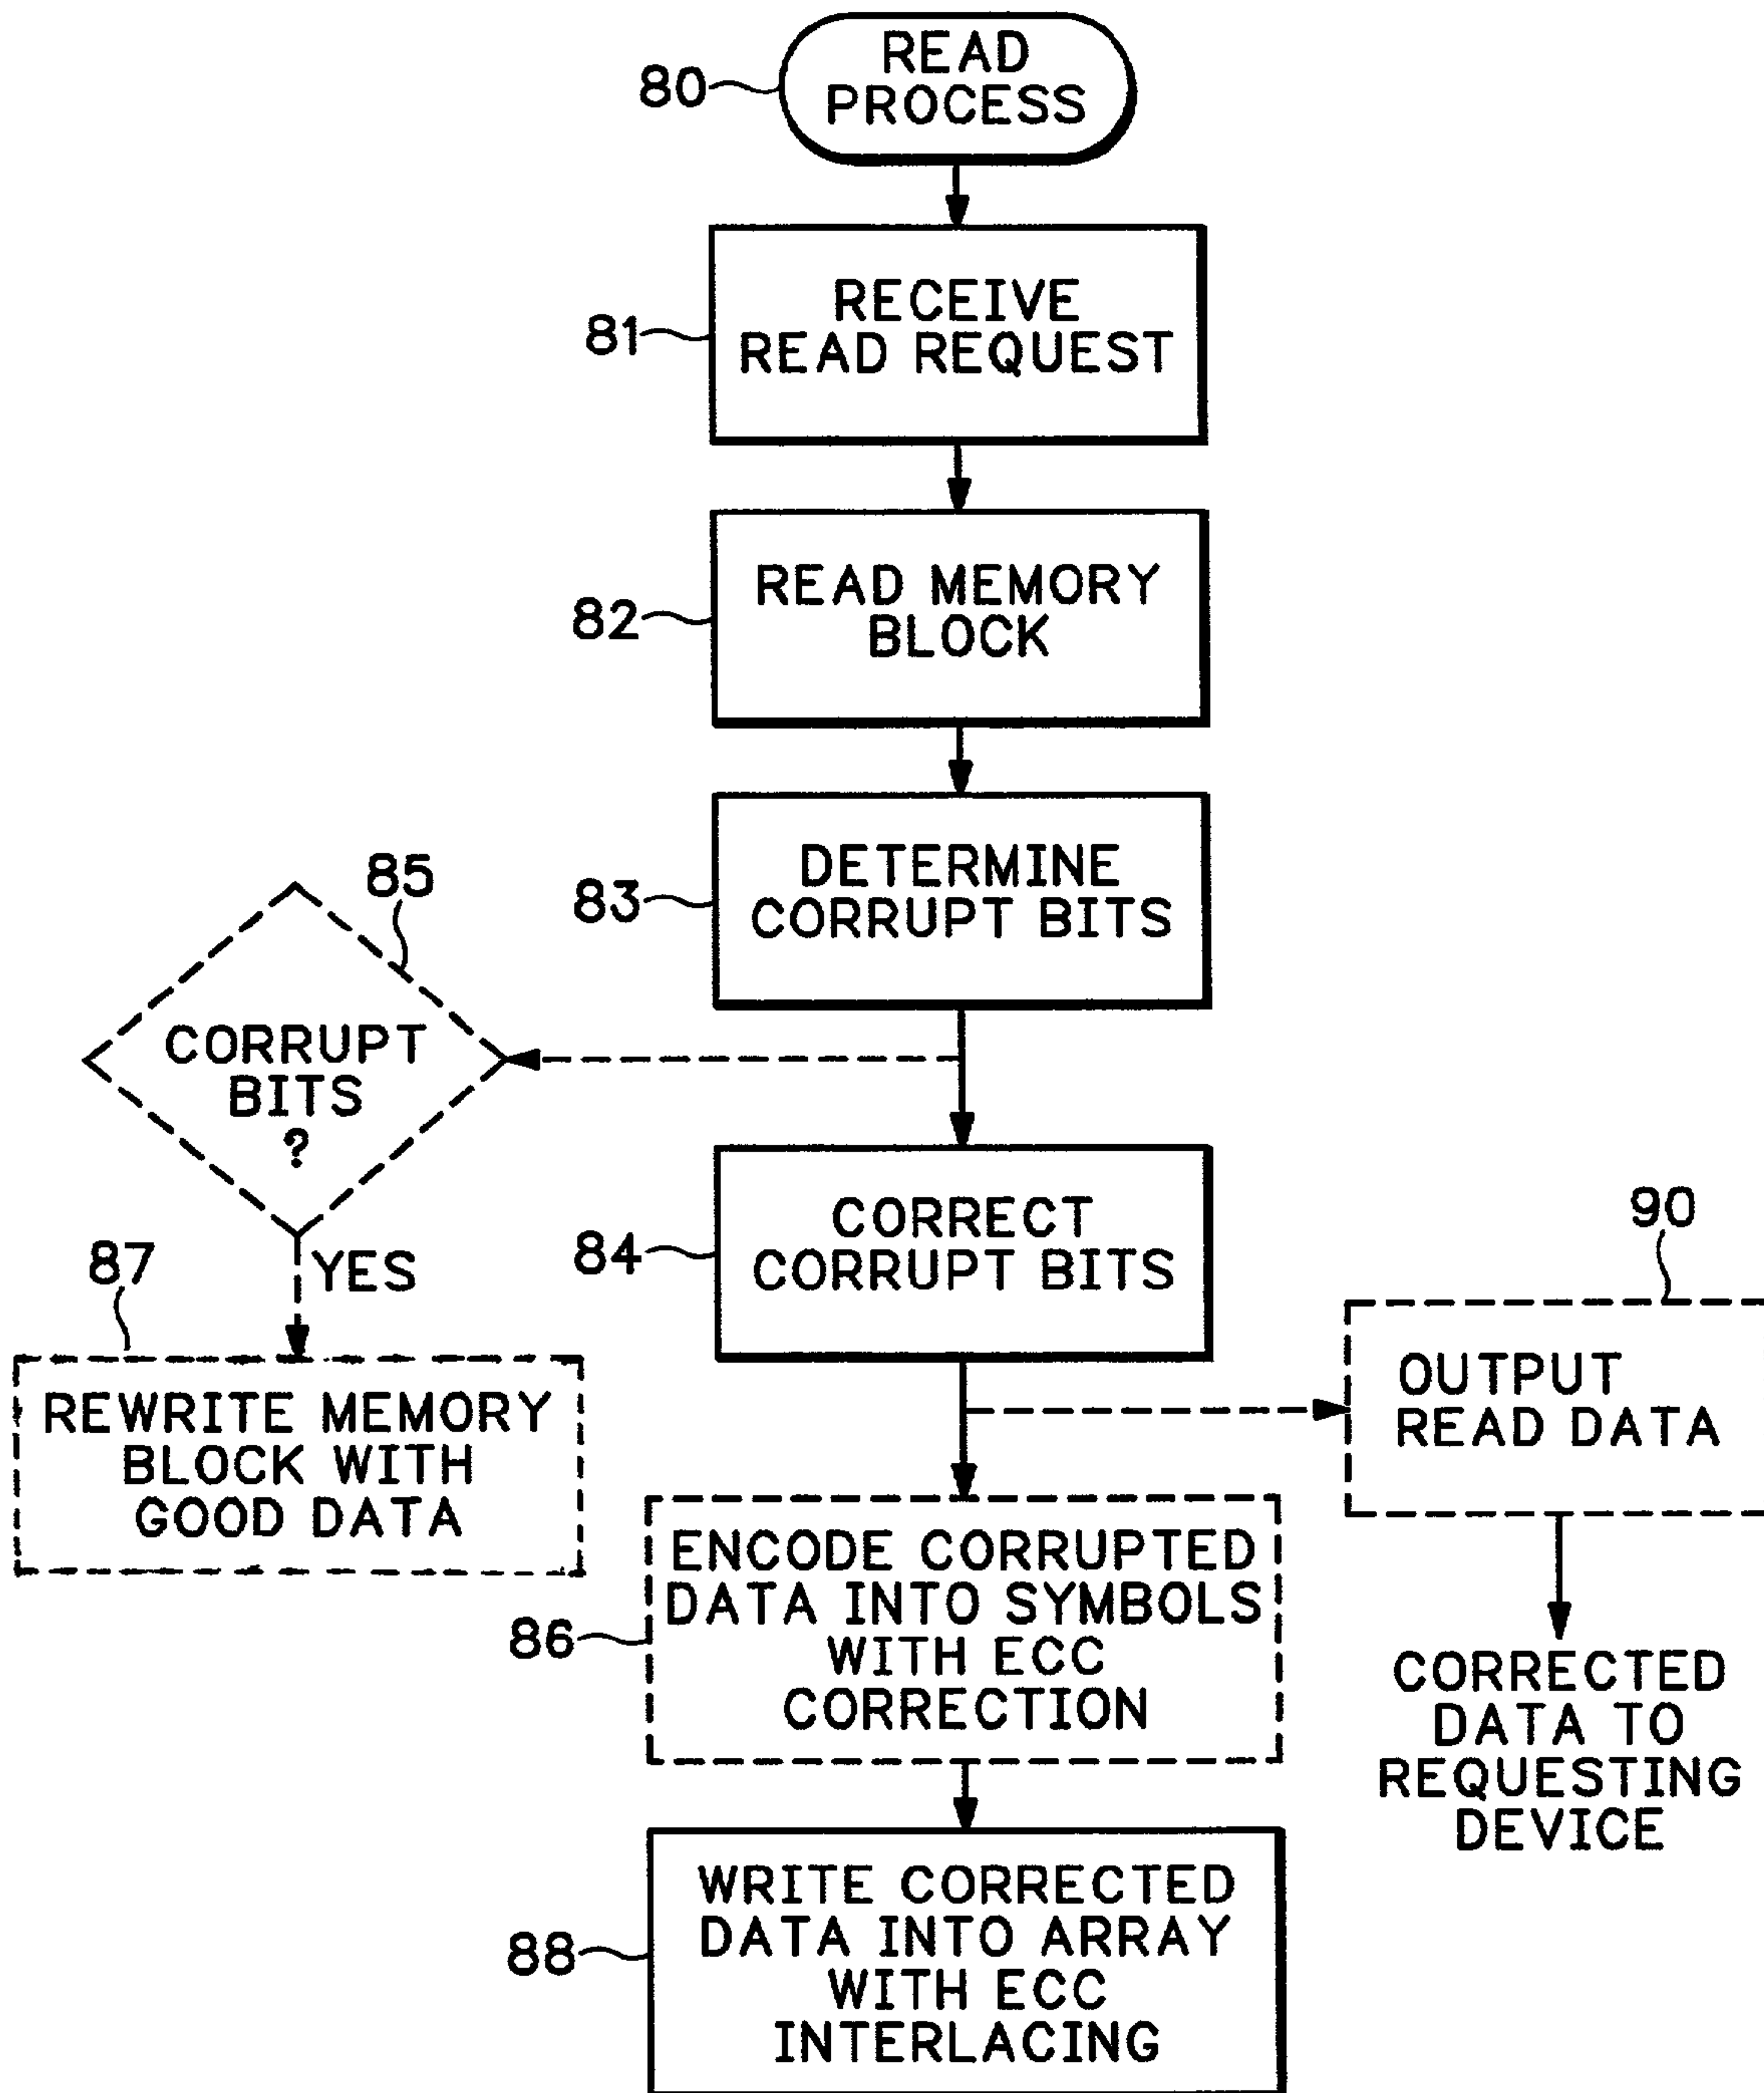 READ
PROCESS
80
RECEIVE
READ REQUEST
81
READ MEMORY
BLOCK
82
DETERMINE
CORRUPT BITS
83
85
CORRUPT
BITS
?
YES
CORRECT
CORRUPT BITS
84
87
REWRITE MEMORY
BLOCK WITH
GOOD DATA
90
OUTPUT
READ DATA
ENCODE CORRUPTED
DATA INTO SYMBOLS
WITH ECC
CORRECTION
86
CORRECTED
DATA TO
REQUESTING
DEVICE
WRITE CORRECTED
DATA INTO ARRAY
WITH ECC
INTERLACING
88